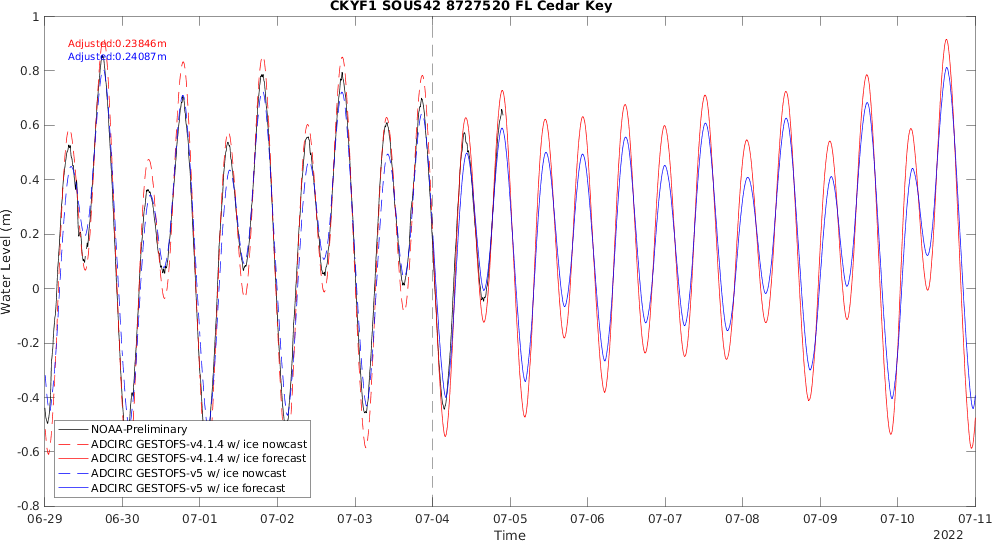 CKYF1 SOUS42 8727520 FL Cedar Key
Adjusted:0.23846m
Adjusted:0.24087m
Water Level (m)
1
0.8
0.6
0.4
0.2
0
-0.2
-0.4
-0.6
-0.8
NOAA-Preliminary
ADCIRC GESTOFS-v4.1.4 w/ ice nowcast
ADCIRC GESTOFS-v4.1.4 w/ ice forecast
ADCIRC GESTOFS-v5 w/ ice nowcast
ADCIRC GESTOFS-v5 w/ ice forecast
06-29 06-30 07-01 07-02 07-03 07-04 07-05 07-06 07-07 07-08 07-09 07-10 07-11
Time
2022